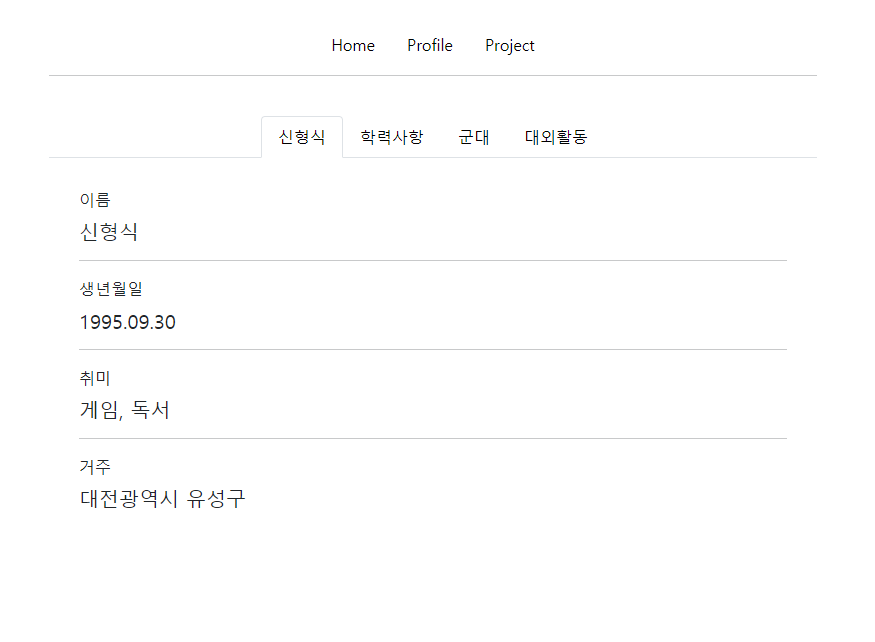 Home Profile Project
신형식 학력사항 군대 대외활동
이름
신형식
생년월일
1995.09.30
취미
게임, 독서
거주
대전광역시 유성구